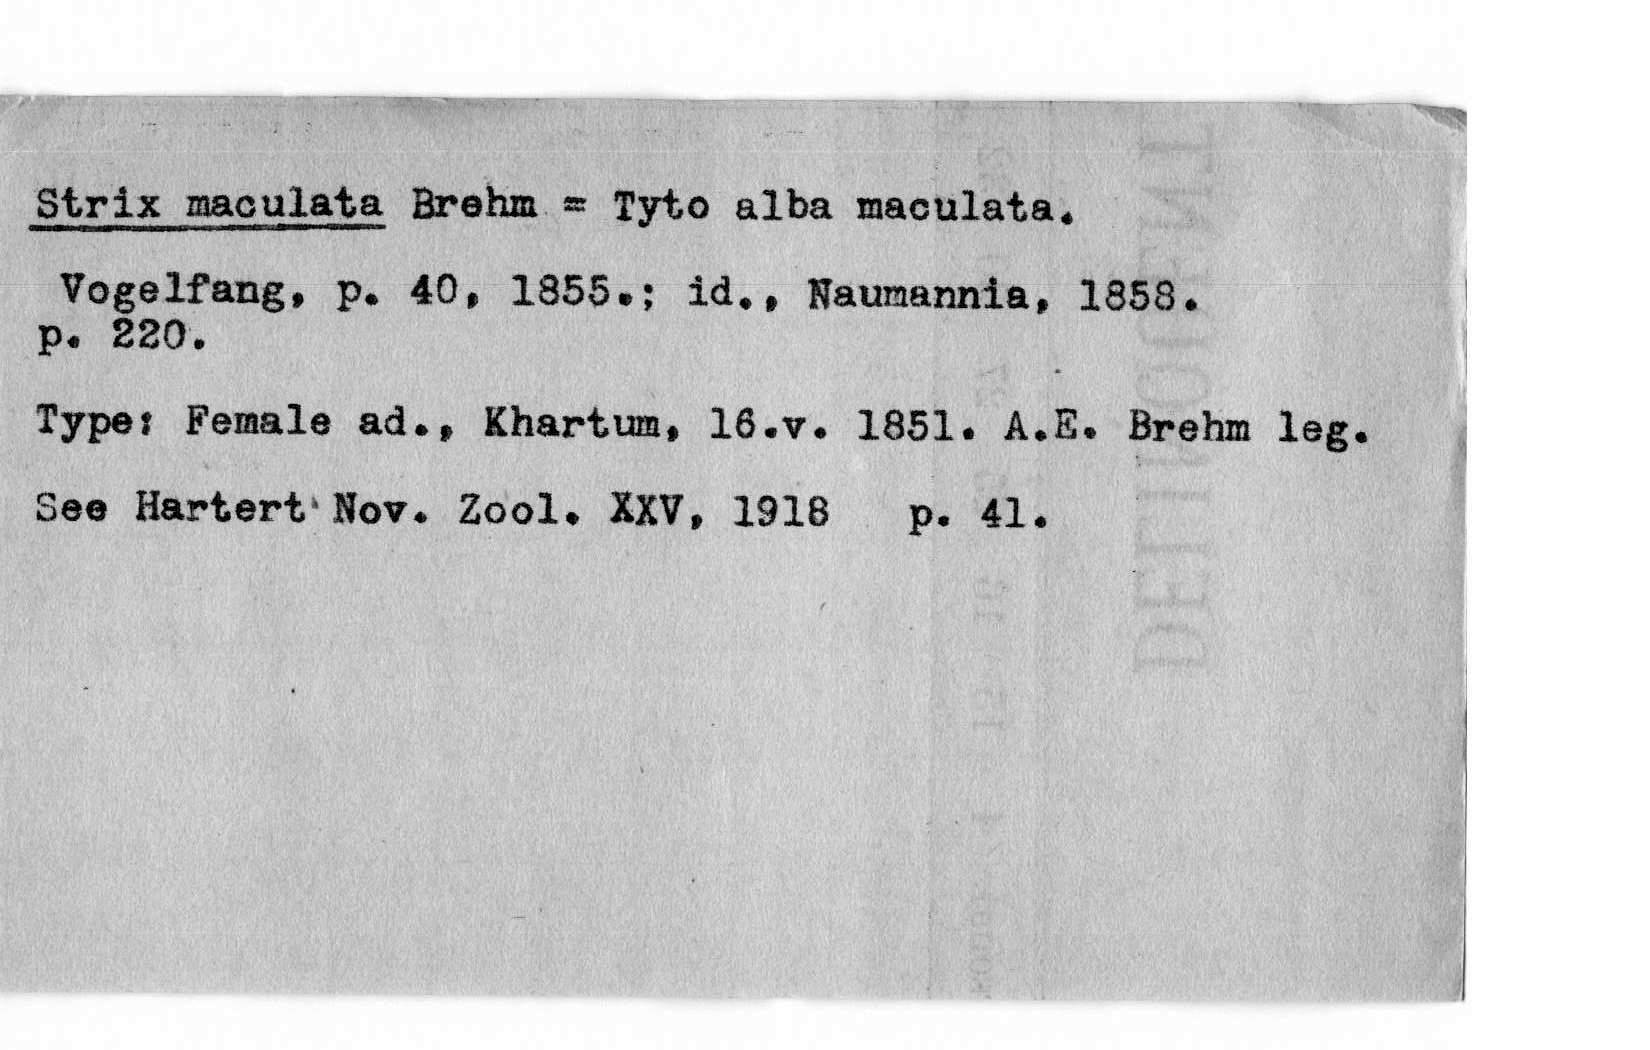 Strix maculata Brehm = Tyto alba maculata.
Vogelfang, p. 40, 1855.; id., Naumannia, 1858.
p. 220.
Type: Female ad., Khartum, 16.v. 1851. A.E. Brehm leg.
See Hartert Nov. Zool. XXV, 1918 p. 41.